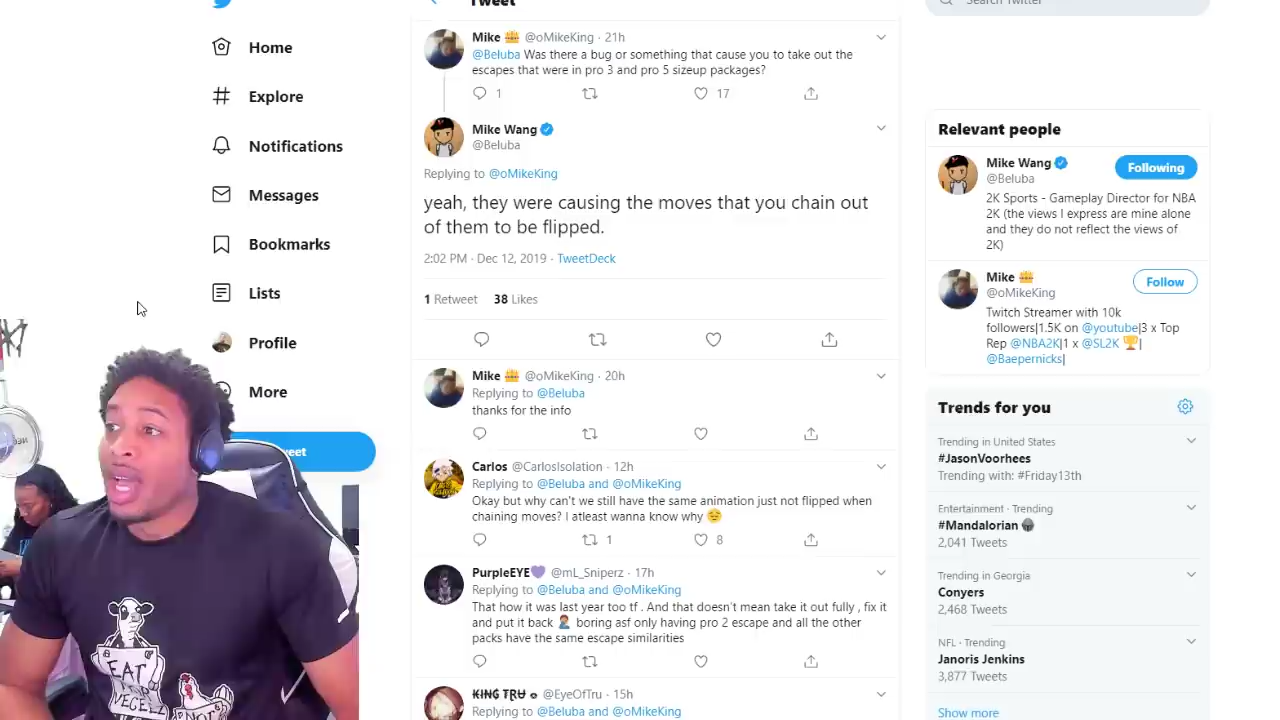 Tweet
Search Twitter
Home
Explore
Notifications
Messages
Bookmarks
Lists
Profile
More
Mike 👑 @oMikeKing · 21h
@Beluba Was there a bug or something that cause you to take out the
escapes that were in pro 3 and pro 5 sizeup packages?
1 17
Mike Wang
@Beluba
Replying to @oMikeKing
yeah, they were causing the moves that you chain out
of them to be flipped.
2:02 PM · Dec 12, 2019 · TweetDeck
1 Retweet 38 Likes
Mike 👑 @oMikeKing · 20h
Replying to @Beluba
thanks for the info
Carlos @CarlosIsolation · 12h
Replying to @Beluba and @oMikeKing
Okay but why can't we still have the same animation just not flipped when
chaining moves? I atleast wanna know why 😔
1 8
PurpleEYE💜 @mL_Sniperz · 17h
Replying to @Beluba and @oMikeKing
That how it was last year too tf . And that doesn't mean take it out fully , fix it
and put it back 🤦🏽‍♂️ boring asf only having pro 2 escape and all the other
packs have the same escape similarities
@EyeOfTru · 15h
Replying to @Beluba and @oMikeKing
Relevant people
Mike Wang
Following
@Beluba
2K Sports - Gameplay Director for NBA
2K (the views I express are mine alone
and they do not reflect the views of
2K)
Mike 👑
Follow
@oMikeKing
Twitch Streamer with 10k
followers|1.5K on @youtube|3 x Top
Rep @NBA2K|1 x @SL2K 🏆|
@Baepernicks|
Trends for you
Trending in United States
#JasonVoorhees
Trending with: #Friday13th
Entertainment · Trending
#Mandalorian
2,041 Tweets
Trending in Georgia
Conyers
2,468 Tweets
NFL · Trending
Janoris Jenkins
3,877 Tweets
Show more
EAT
NOT